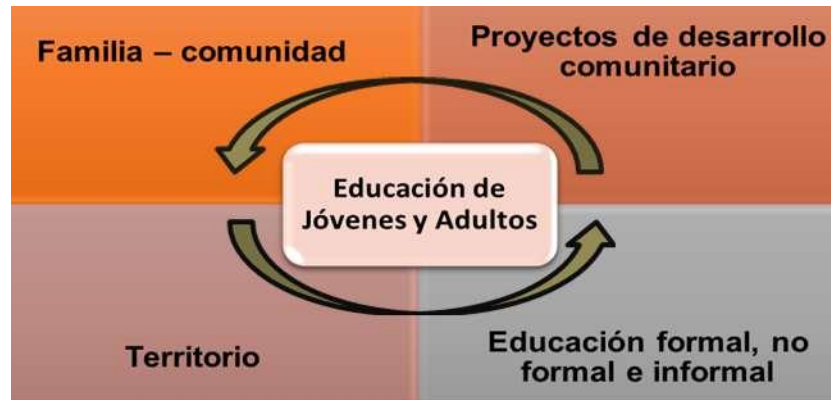 Familia – comunidad
Proyectos de desarrollo
comunitario
Educación de
Jóvenes y Adultos
Territorio
Educación formal, no
formal e informal